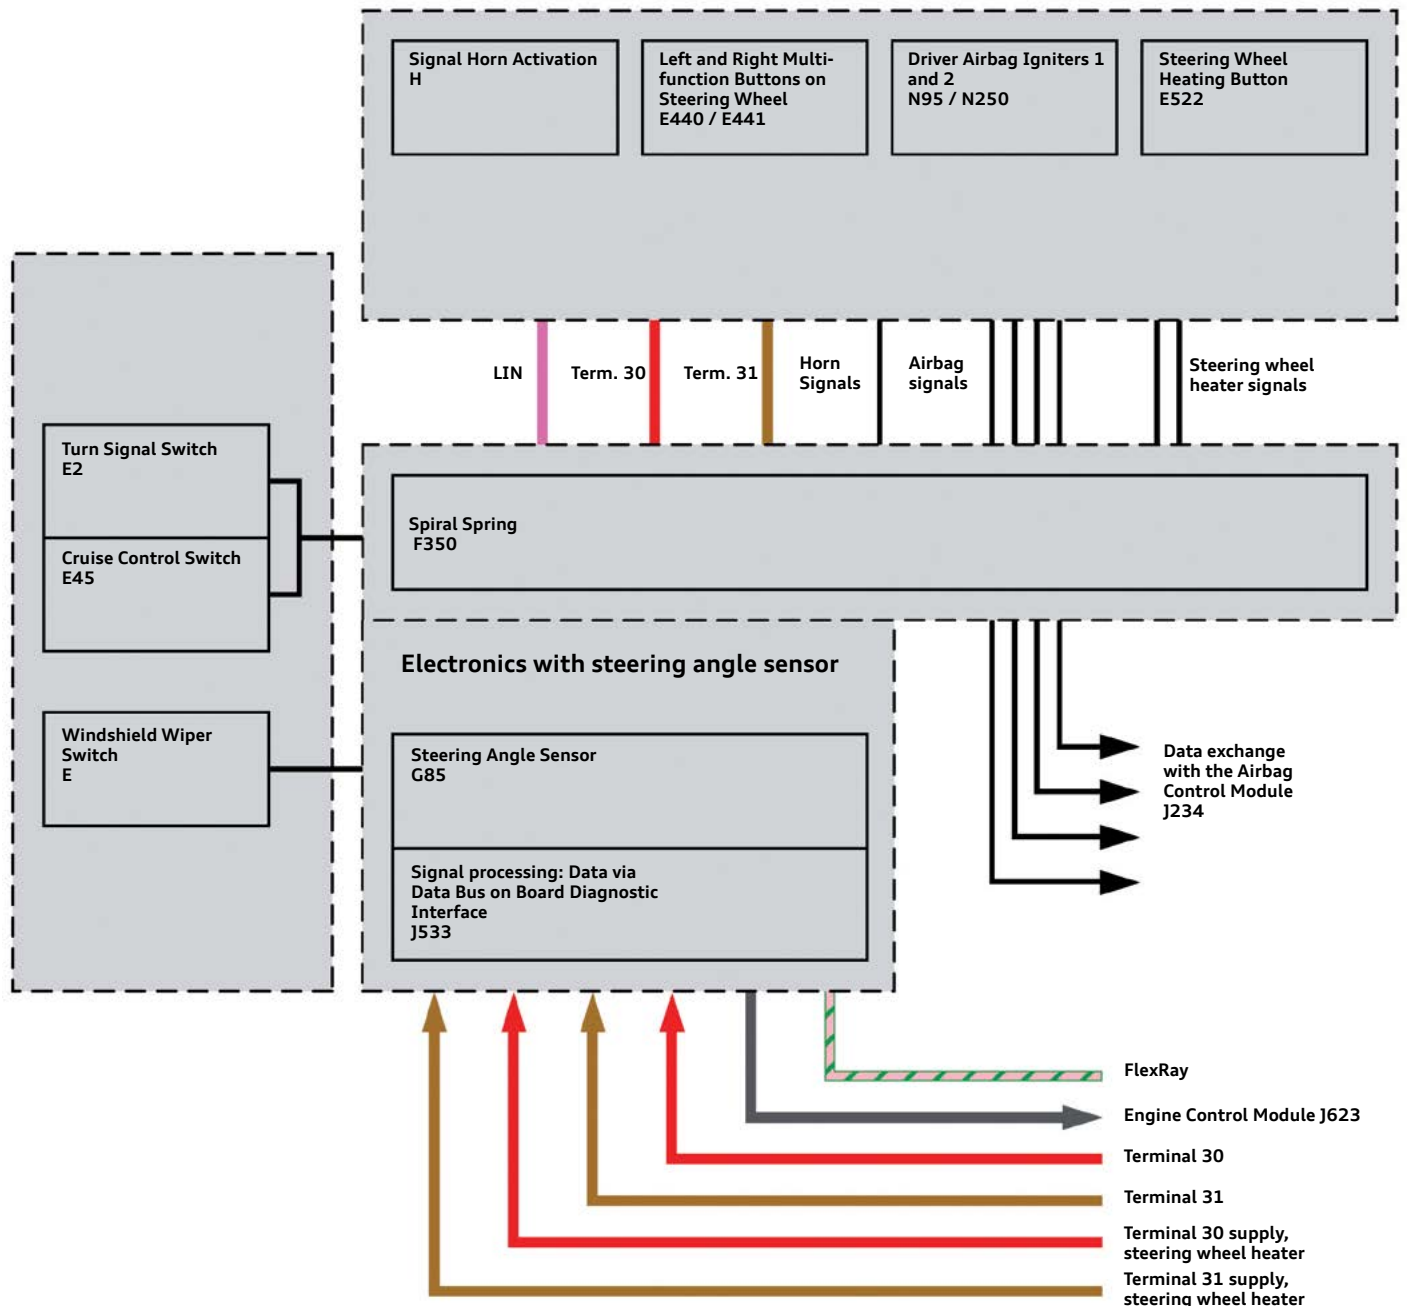 Signal Horn Activation
H
Left and Right Multi-
function Buttons on
Steering Wheel
E440 / E441
Driver Airbag Igniters 1
and 2
N95 / N250
Steering Wheel
Heating Button
E522
LIN
Term. 30
Term. 31
Horn
Signals
Airbag
signals
Steering wheel
heater signals
Turn Signal Switch
E2
Cruise Control Switch
E45
Windshield Wiper
Switch
E
Spiral Spring
F350
Electronics with steering angle sensor
Steering Angle Sensor
G85
Signal processing: Data via
Data Bus on Board Diagnostic
Interface
J533
Data exchange
with the Airbag
Control Module
J234
FlexRay
Engine Control Module J623
Terminal 30
Terminal 31
Terminal 30 supply,
steering wheel heater
Terminal 31 supply,
steering wheel heater